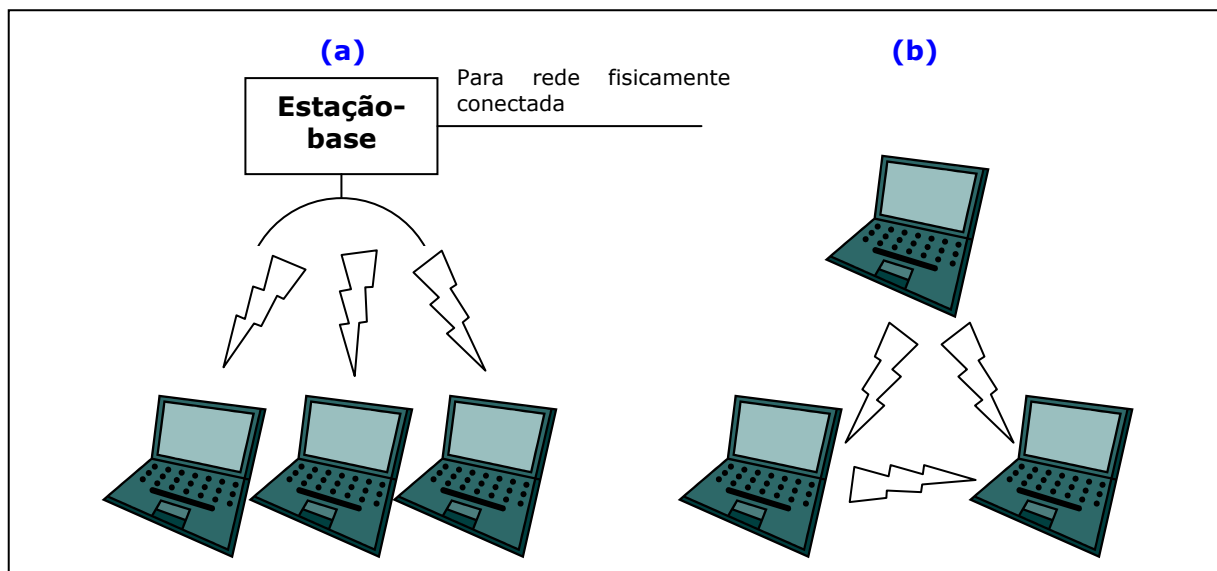 (a)
Estação-
base
Para rede fisicamente
conectada
(b)